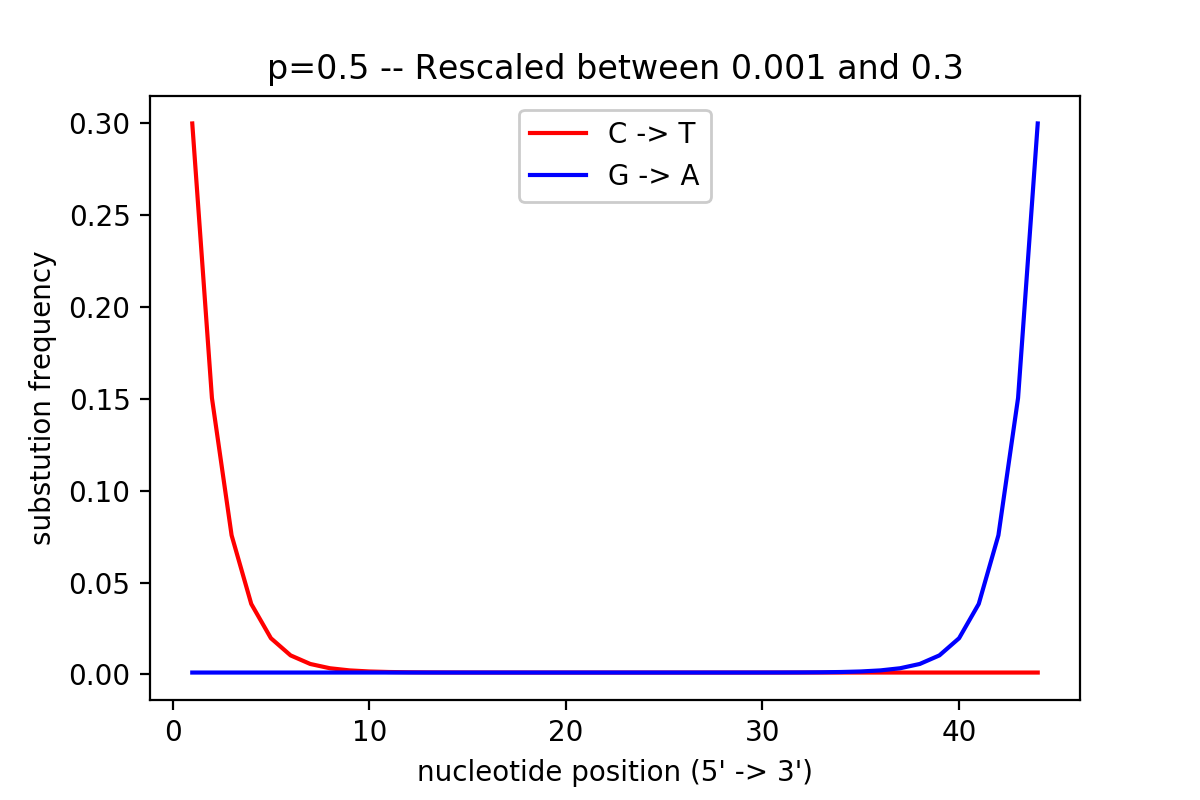 p=0.5 -- Rescaled between 0.001 and 0.3
C -> T
G -> A
substution frequency
0.30
0.25
0.20
0.15
0.10
0.05
0.00
0 10 20 30 40
nucleotide position (5' -> 3')